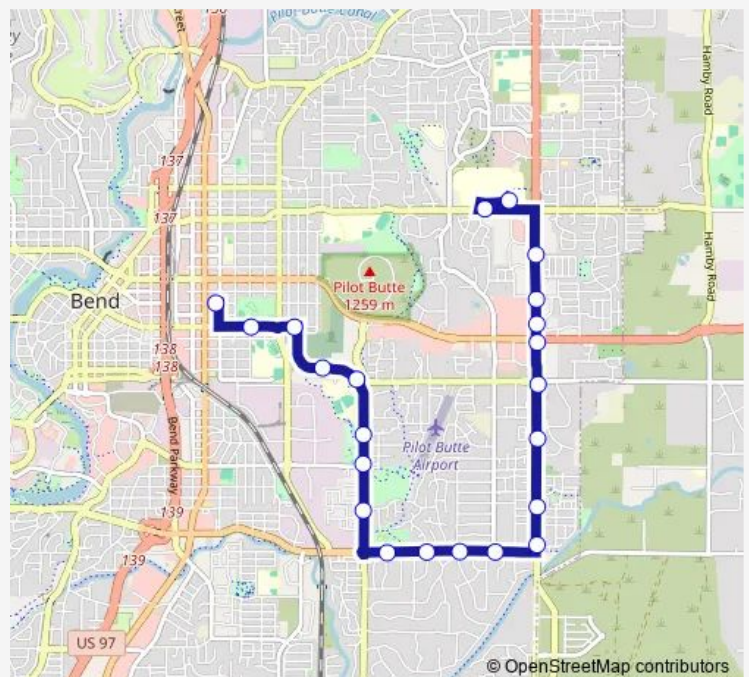 Street
Pilot Butte Canal
Hamby Road
137
137
Pilot Butte
1259 m
Hamby Road
Bend
138
138
Pilot Butte
Airport
Bend Parkway
139
139
US 97
© OpenStreetMap contributors